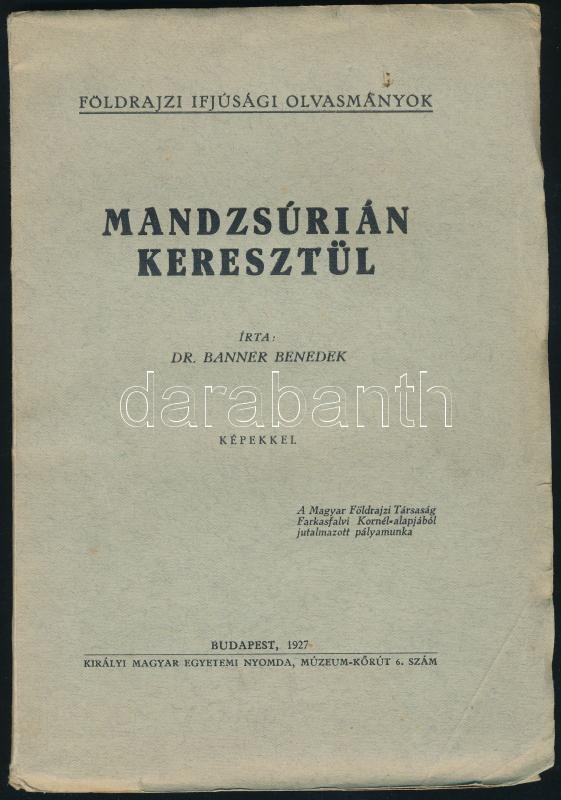 FÖLDRAJZI IFJÚSÁGI OLVASMÁNYOK
MANDZSÚRIÁN
KERESZTÜL
ÍRTA:
DR. BANNER BENEDEK
darabanth
KÉPEKKEL
A Magyar Földrajzi Társaság
Farkasfalvi Kornél-alapjából
jutalmazott pályamunka
BUDAPEST, 1927
KIRÁLYI MAGYAR EGYETEMI NYOMDA, MÚZEUM-KÖRÚT 6. SZÁM